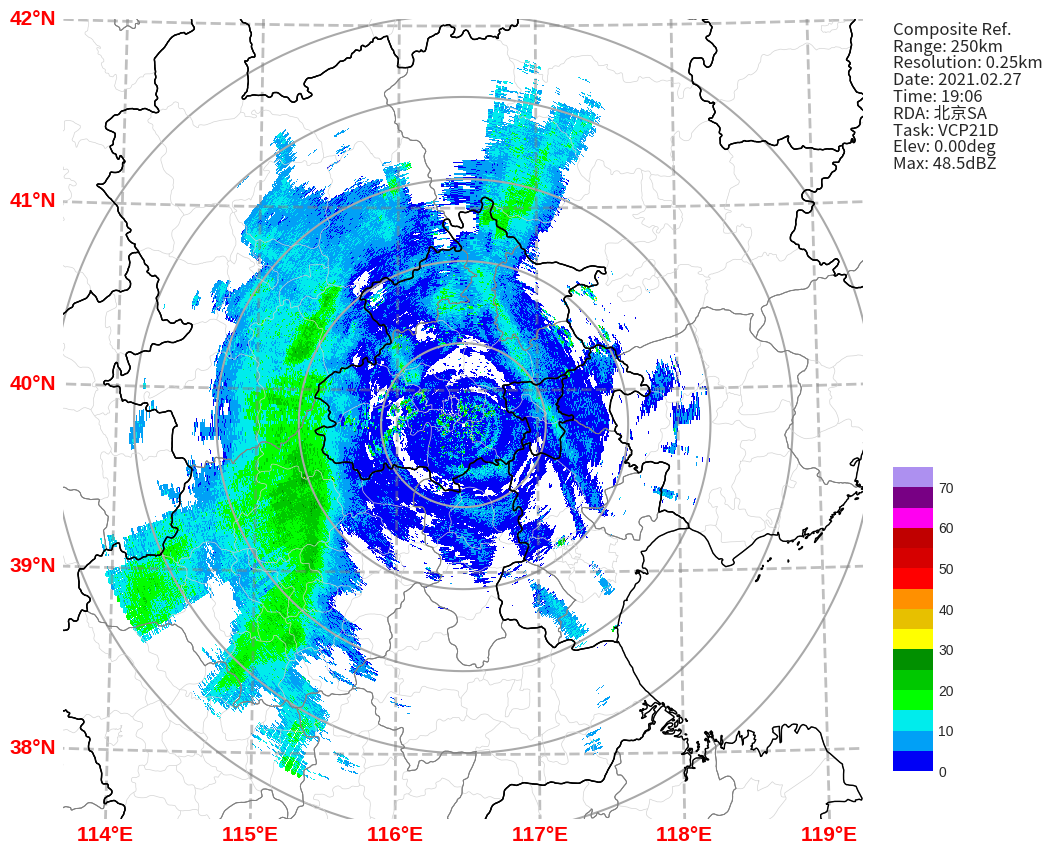 42°N
41°N
40°N
39°N
38°N
114°E 115°E 116°E 117°E 118°E 119°E
Composite Ref.
Range: 250km
Resolution: 0.25km
Date: 2021.02.27
Time: 19:06
RDA: 北京SA
Task: VCP21D
Elev: 0.00deg
Max: 48.5dBZ
70
60
50
40
30
20
10
0